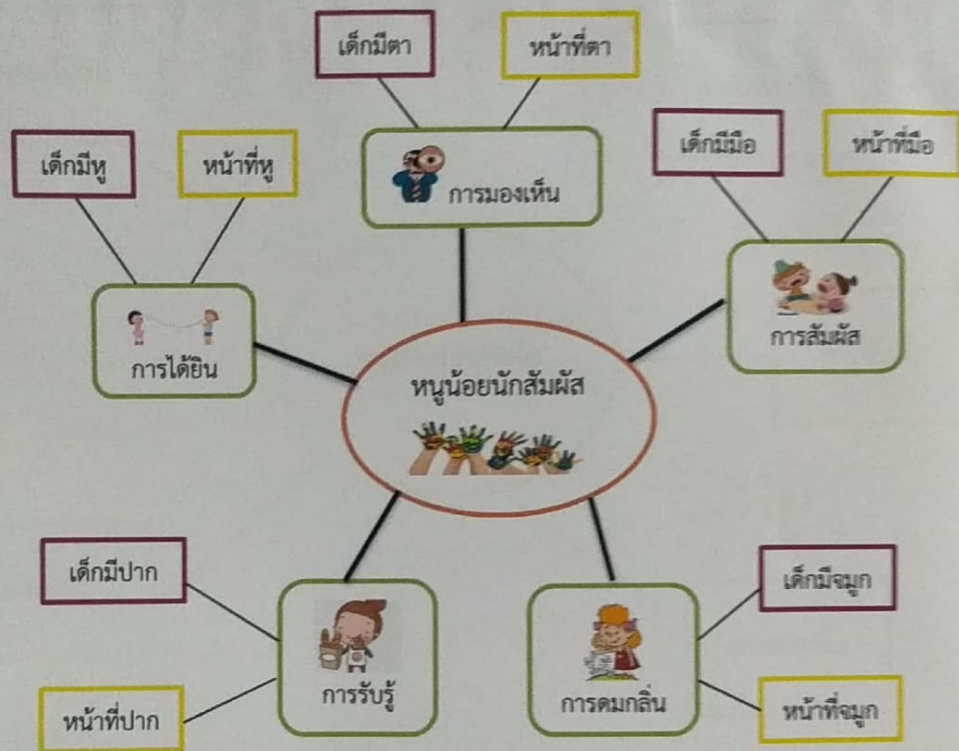 เด็กมีตา
หน้าที่ตา
การมองเห็น
เด็กมีหู
หน้าที่หู
การได้ยิน
เด็กมีมือ
หน้าที่มือ
การสัมผัส
หนูน้อยนักสัมผัส
เด็กมีปาก
หน้าที่ปาก
การรับรู้
เด็กมีจมูก
หน้าที่จมูก
การดมกลิ่น